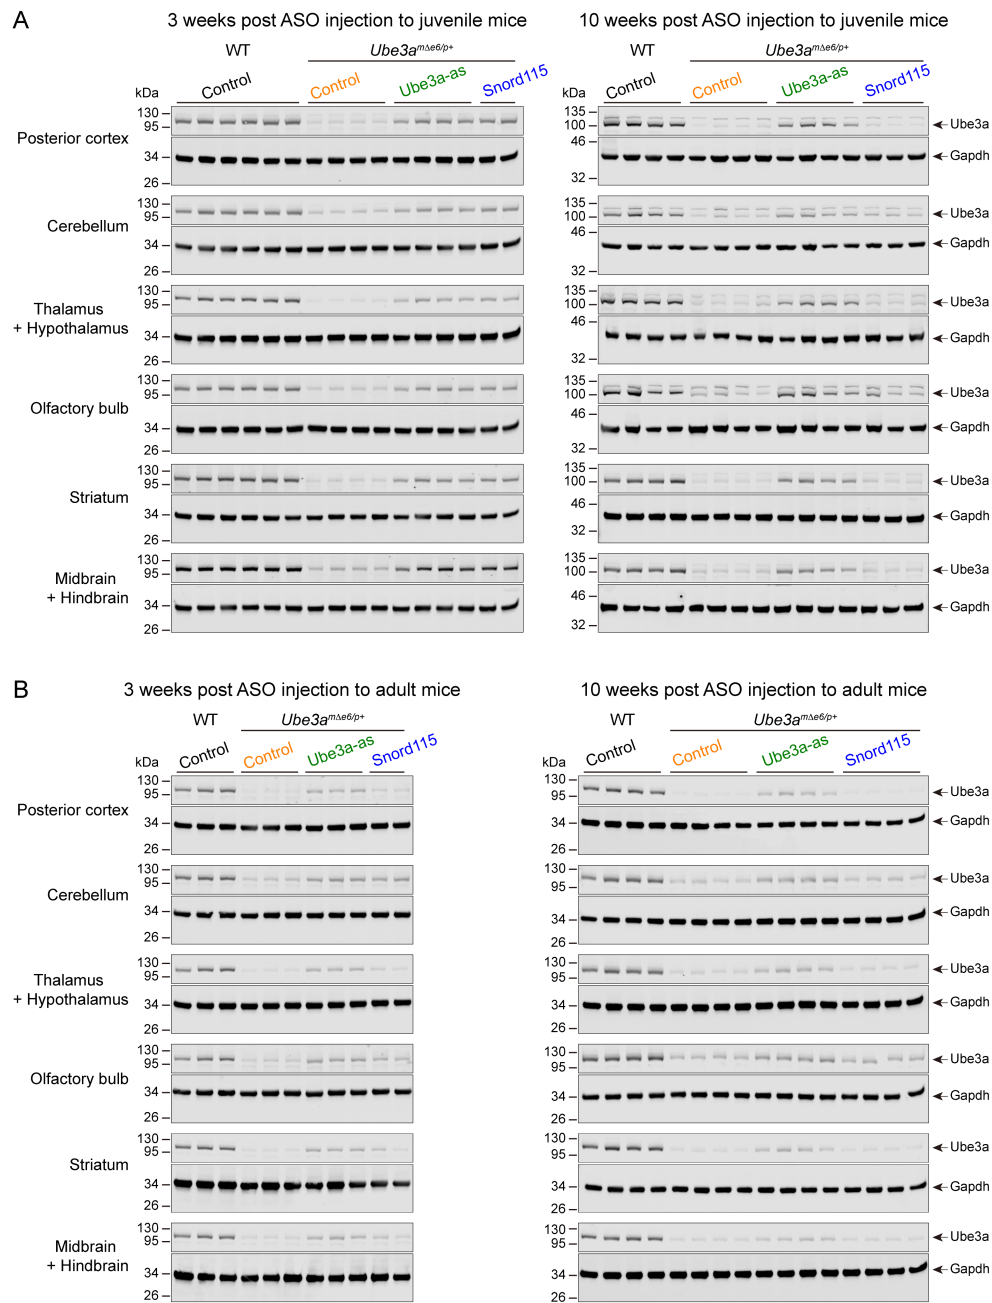 A
3 weeks post ASO injection to juvenile mice
10 weeks post ASO injection to juvenile mice
WT
Ube3a^mΔe6/p+
WT
Ube3a^mΔe6/p+
kDa
Control
Control
Ube3a-as
Snord115
kDa
Control
Control
Ube3a-as
Snord115
Posterior cortex
130
95
34
26
135
100
46
32
Ube3a
Gapdh
Cerebellum
130
95
34
26
135
100
46
32
Ube3a
Gapdh
Thalamus
+ Hypothalamus
130
95
34
26
135
100
46
32
Ube3a
Gapdh
Olfactory bulb
130
95
34
26
135
100
46
32
Ube3a
Gapdh
Striatum
130
95
34
26
135
100
46
32
Ube3a
Gapdh
Midbrain
+ Hindbrain
130
95
34
26
135
100
46
32
Ube3a
Gapdh
B
3 weeks post ASO injection to adult mice
10 weeks post ASO injection to adult mice
WT
Ube3a^mΔe6/p+
WT
Ube3a^mΔe6/p+
kDa
Control
Control
Ube3a-as
Snord115
kDa
Control
Control
Ube3a-as
Snord115
Posterior cortex
130
95
34
26
130
95
34
26
Ube3a
Gapdh
Cerebellum
130
95
34
26
130
95
34
26
Ube3a
Gapdh
Thalamus
+ Hypothalamus
130
95
34
26
130
95
34
26
Ube3a
Gapdh
Olfactory bulb
130
95
34
26
130
95
34
26
Ube3a
Gapdh
Striatum
130
95
34
26
130
95
34
26
Ube3a
Gapdh
Midbrain
+ Hindbrain
130
95
34
26
130
95
34
26
Ube3a
Gapdh